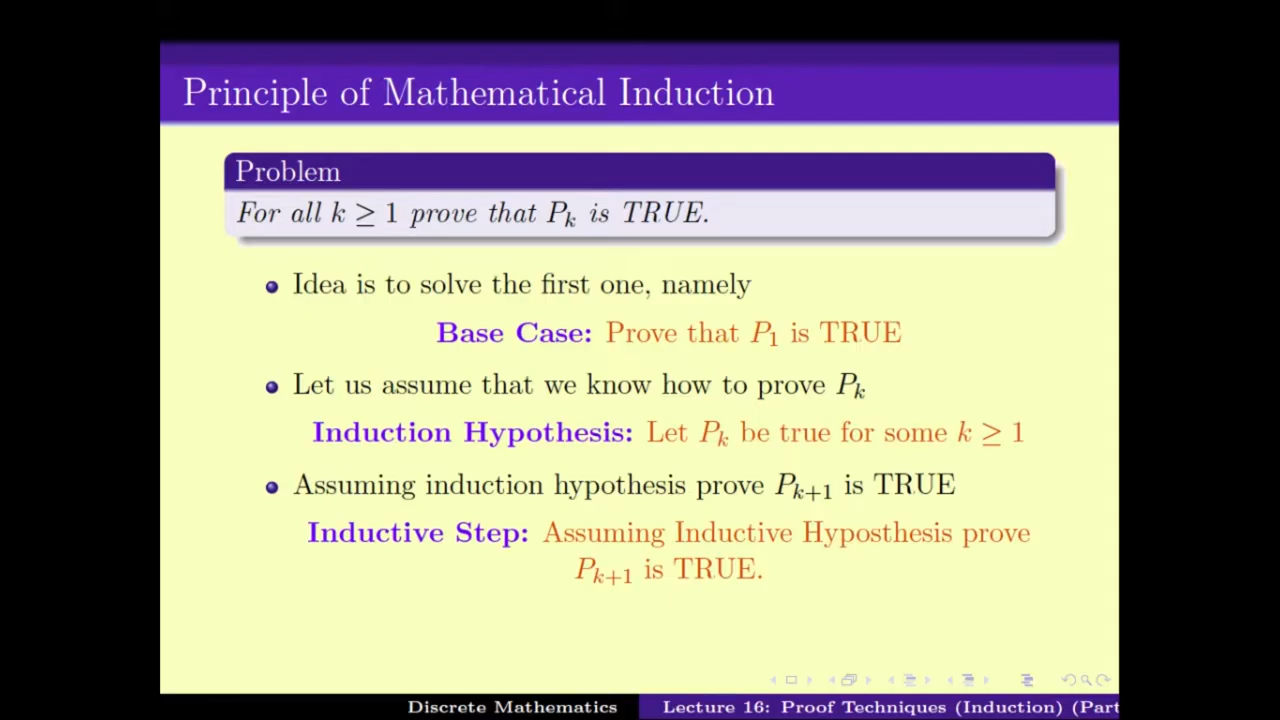 Principle of Mathematical Induction
Problem
For all k ≥ 1 prove that Pₖ is TRUE.
Idea is to solve the first one, namely
Base Case: Prove that P₁ is TRUE
Let us assume that we know how to prove Pₖ
Induction Hypothesis: Let Pₖ be true for some k ≥ 1
Assuming induction hypothesis prove Pₖ₊₁ is TRUE
Inductive Step: Assuming Inductive Hyposthesis prove
Pₖ₊₁ is TRUE.
Discrete Mathematics
Lecture 16: Proof Techniques (Induction) (Part